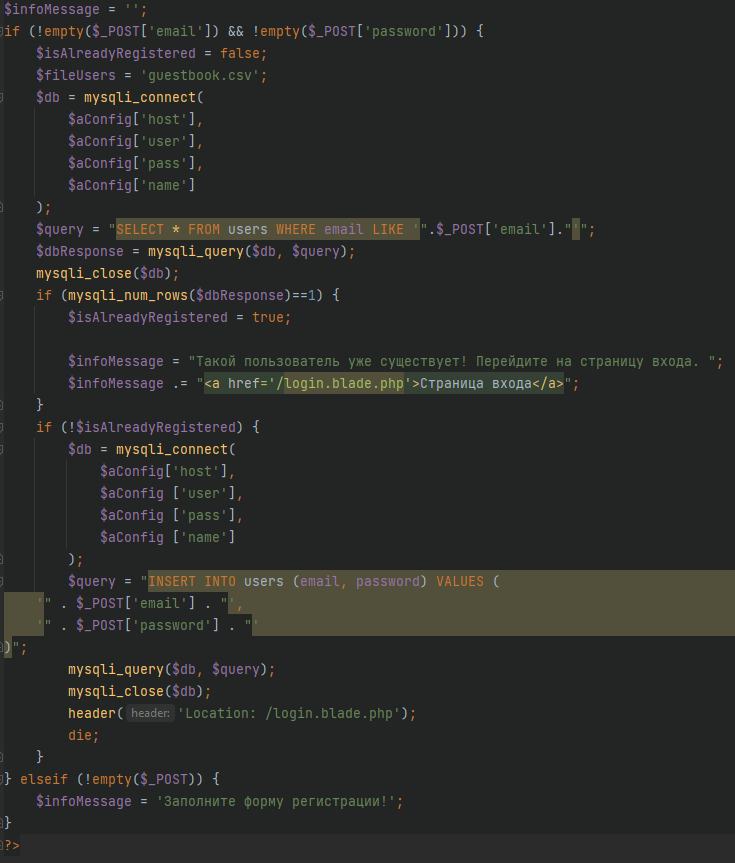 $infoMessage = '';
if (!empty($_POST['email']) && !empty($_POST['password'])) {
$isAlreadyRegistered = false;
$fileUsers = 'guestbook.csv';
$db = mysqli_connect(
$aConfig['host'],
$aConfig['user'],
$aConfig['pass'],
$aConfig['name']
);
$query = "SELECT * FROM users WHERE email LIKE '".$_POST['email']."'";
$dbResponse = mysqli_query($db, $query);
mysqli_close($db);
if (mysqli_num_rows($dbResponse)==1) {
$isAlreadyRegistered = true;
$infoMessage = "Такой пользователь уже существует! Перейдите на страницу входа. ";
$infoMessage .= "<a href='/login.blade.php'>Страница входа</a>";
}
if (!$isAlreadyRegistered) {
$db = mysqli_connect(
$aConfig['host'],
$aConfig ['user'],
$aConfig ['pass'],
$aConfig ['name']
);
$query = "INSERT INTO users (email, password) VALUES (
'" . $_POST['email'] . "',
'" . $_POST['password'] . "'
)";
mysqli_query($db, $query);
mysqli_close($db);
header( header: 'Location: /login.blade.php');
die;
}
} elseif (!empty($_POST)) {
$infoMessage = 'Заполните форму регистрации!';
}
?>